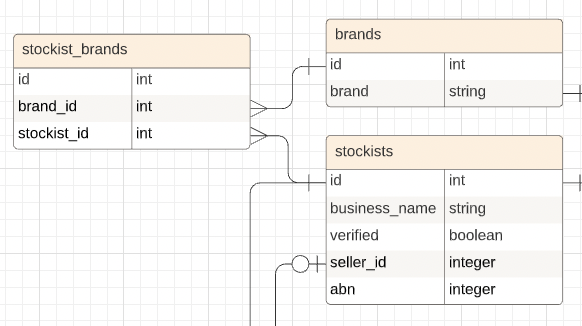 stockist_brands
id int
brand_id int
stockist_id int
brands
id int
brand string
stockists
id int
business_name string
verified boolean
seller_id integer
abn integer